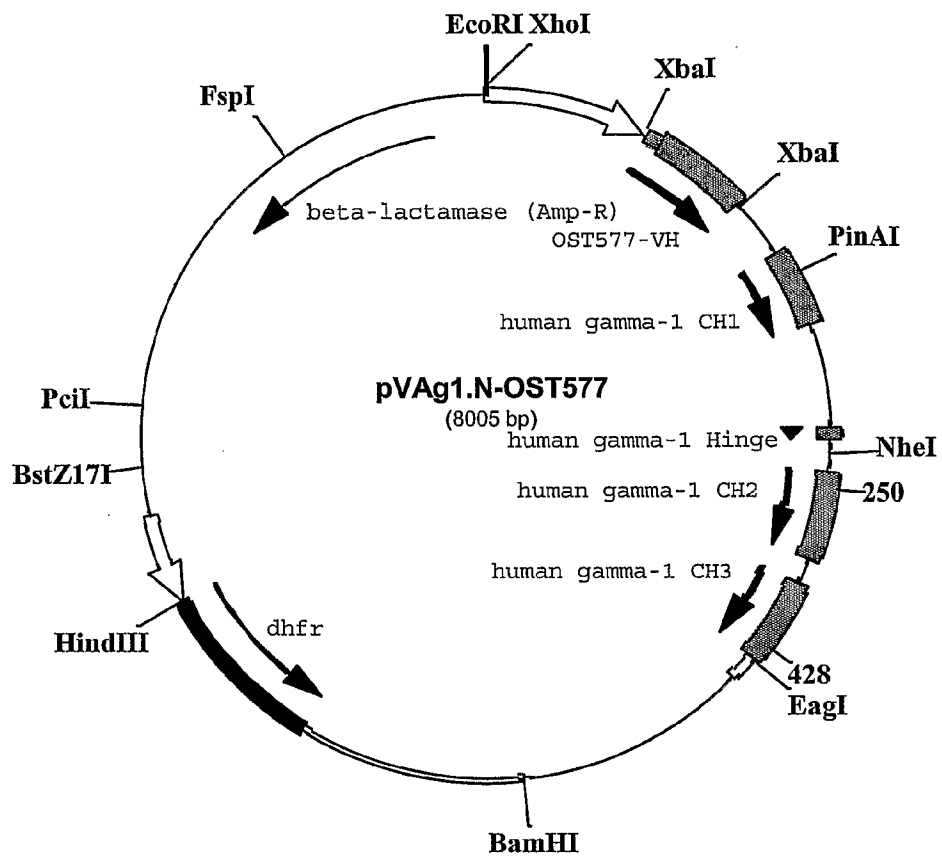 EcoRI XhoI
XbaI
FspI
XbaI
beta-lactamase (Amp-R)
OST577-VH
PinAI
human gamma-1 CH1
pVAg1.N-OST577
(8005 bp)
PciI
human gamma-1 Hinge
NheI
BstZ17I
human gamma-1 CH2
250
human gamma-1 CH3
dhfr
HindIII
428
EagI
BamHI